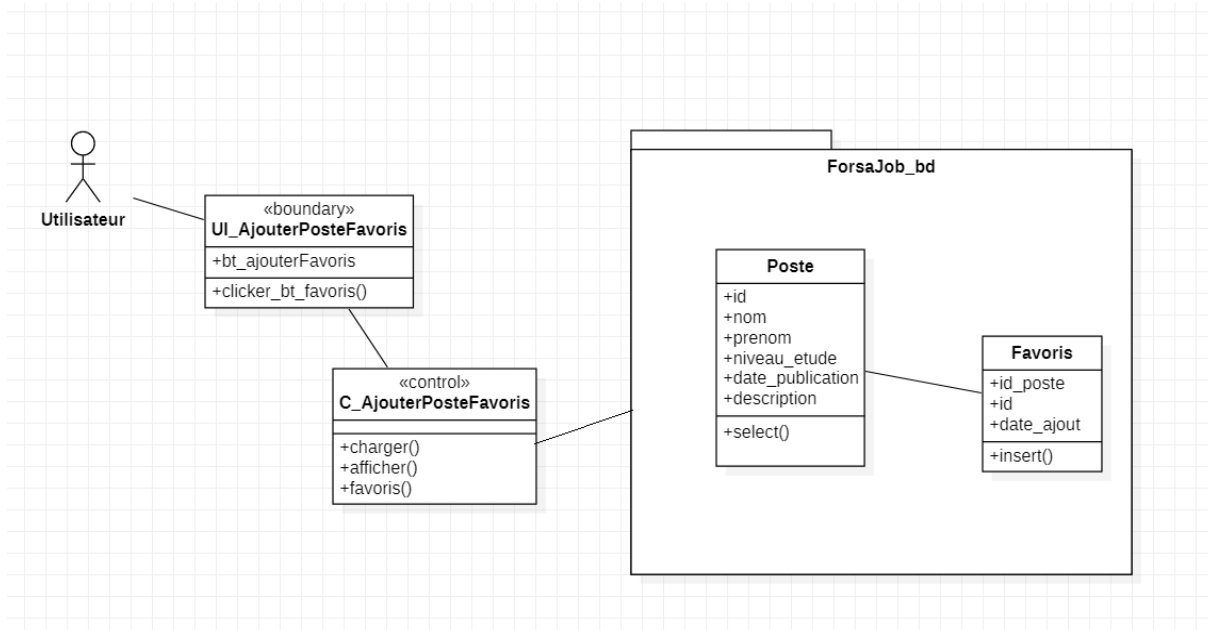 Utilisateur
«boundary»
UI_AjouterPosteFavoris
+bt_ajouterFavoris
+clicker_bt_favoris()
«control»
C_AjouterPosteFavoris
+charger()
+afficher()
+favoris()
ForsaJob_bd
Poste
+id
+nom
+prenom
+niveau_etude
+date_publication
+description
+select()
Favoris
+id_poste
+id
+date_ajout
+insert()